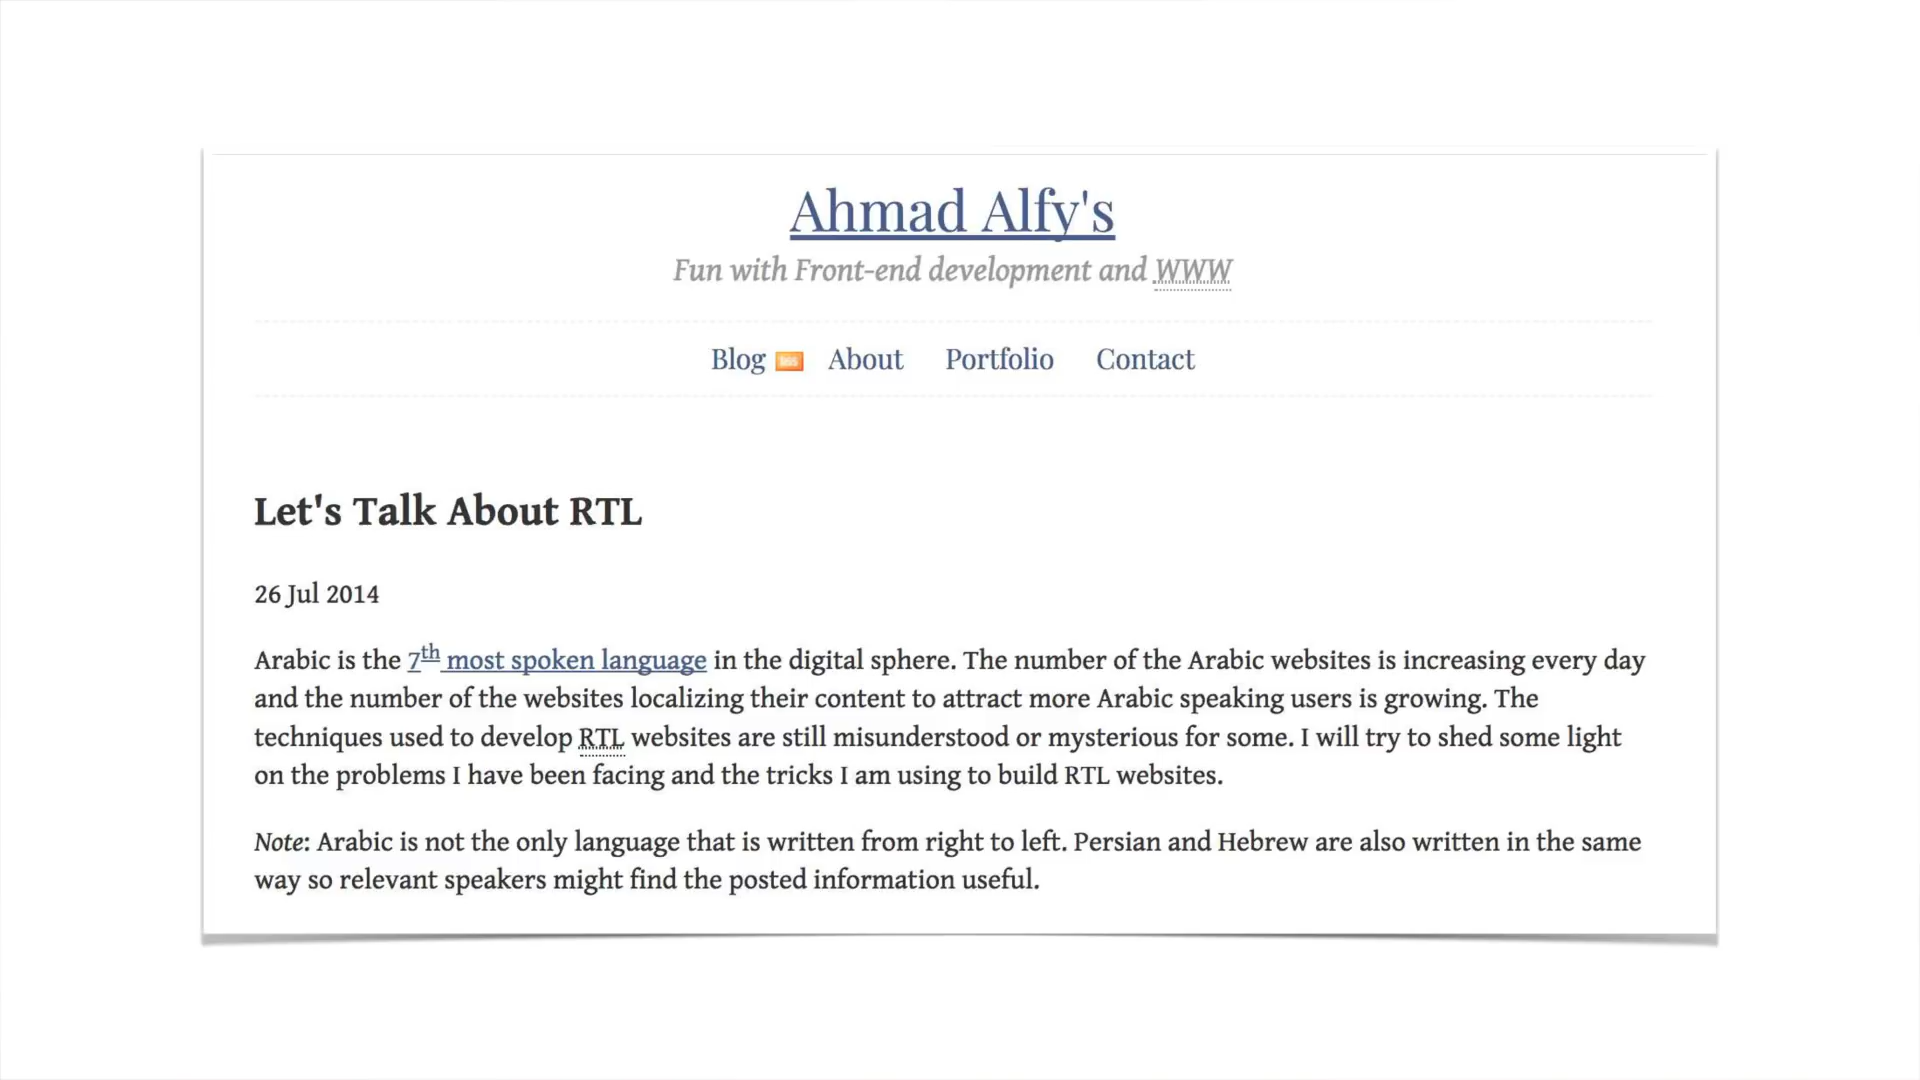 Ahmad Alfy's
Fun with Front-end development and WWW
Blog RSS About Portfolio Contact
Let's Talk About RTL
26 Jul 2014
Arabic is the 7th most spoken language in the digital sphere. The number of the Arabic websites is increasing every day
and the number of the websites localizing their content to attract more Arabic speaking users is growing. The
techniques used to develop RTL websites are still misunderstood or mysterious for some. I will try to shed some light
on the problems I have been facing and the tricks I am using to build RTL websites.
Note: Arabic is not the only language that is written from right to left. Persian and Hebrew are also written in the same
way so relevant speakers might find the posted information useful.